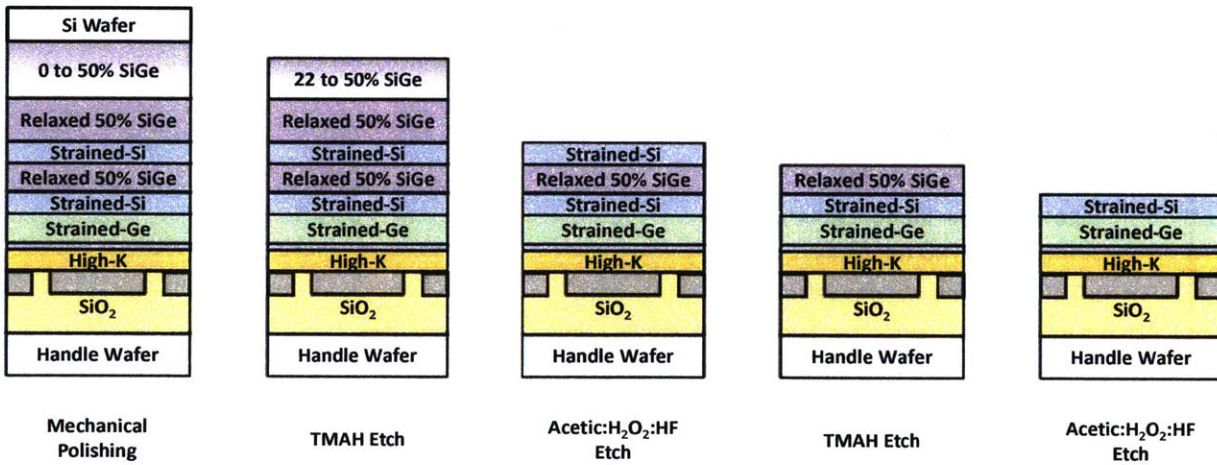 Si Wafer
0 to 50% SiGe
Relaxed 50% SiGe
Strained-Si
Relaxed 50% SiGe
Strained-Si
Strained-Ge
High-K
SiO₂
Handle Wafer
Mechanical
Polishing
22 to 50% SiGe
Relaxed 50% SiGe
Strained-Si
Relaxed 50% SiGe
Strained-Si
Strained-Ge
High-K
SiO₂
Handle Wafer
TMAH Etch
Strained-Si
Relaxed 50% SiGe
Strained-Si
Strained-Ge
High-K
SiO₂
Handle Wafer
Acetic:H₂O₂:HF
Etch
Relaxed 50% SiGe
Strained-Si
Strained-Ge
High-K
SiO₂
Handle Wafer
TMAH Etch
Strained-Si
Strained-Ge
High-K
SiO₂
Handle Wafer
Acetic:H₂O₂:HF
Etch